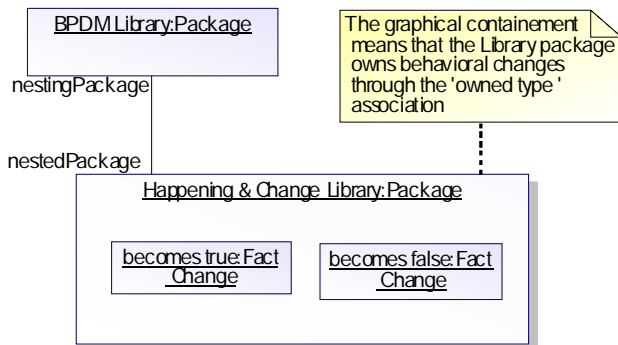 BPDM Library:Package
The graphical containement
means that the Library package
owns behavioral changes
through the 'owned type '
association
nestingPackage
nestedPackage
Happening & Change Library:Package
becomes true:Fact
Change
becomes false:Fact
Change